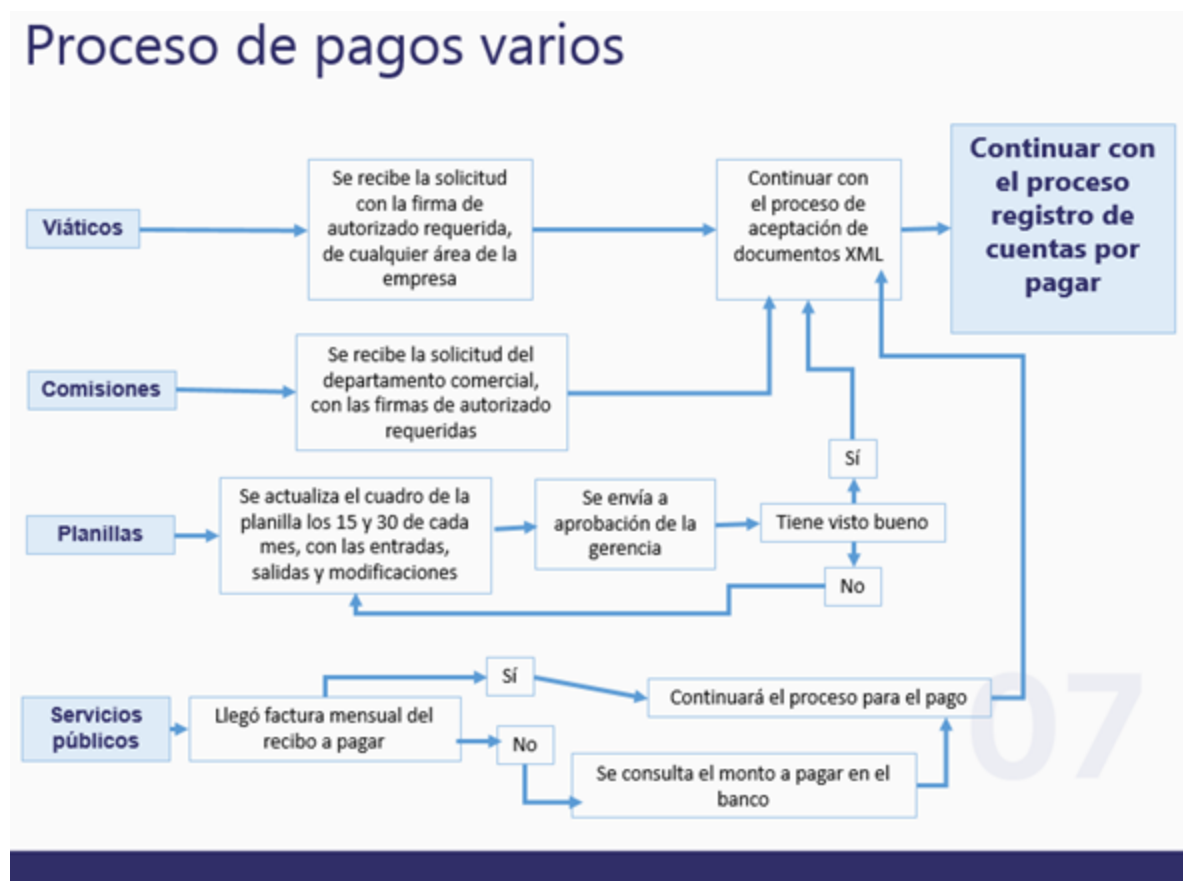 Proceso de pagos varios
Viáticos
Se recibe la solicitud
con la firma de
autorizado requerida,
de cualquier área de la
empresa
Continuar con
el proceso de
aceptación de
documentos XML
Continuar con
el proceso
registro de
cuentas por
pagar
Comisiones
Se recibe la solicitud del
departamento comercial,
con las firmas de autorizado
requeridas
Planillas
Se actualiza el cuadro de la
planilla los 15 y 30 de cada
mes, con las entradas,
salidas y modificaciones
Se envía a
aprobación de la
gerencia
Tiene visto bueno
Sí
No
Servicios
públicos
Llegó factura mensual del
recibo a pagar
Sí
No
Continuará el proceso para el pago
Se consulta el monto a pagar en el
banco
07